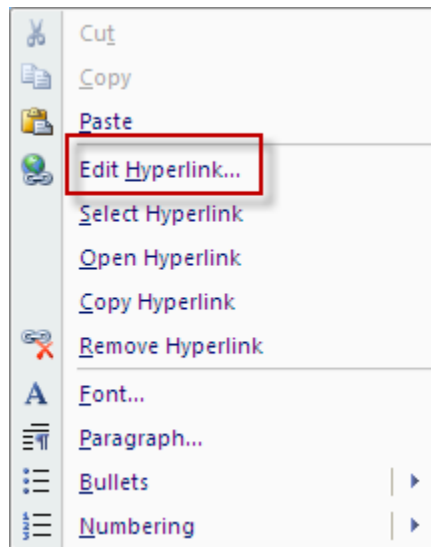 Cut
Copy
Paste
Edit Hyperlink...
Select Hyperlink
Open Hyperlink
Copy Hyperlink
Remove Hyperlink
A Font...
Paragraph...
Bullets
Numbering